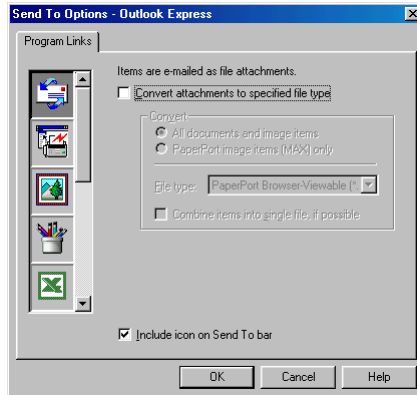 Send To Options - Outlook Express
Program Links
Items are e-mailed as file attachments.
Convert attachments to specified file type
Convert
All documents and image items
PaperPort image items (MAX) only
File type: PaperPort Browser-Viewable (*.
Combine items into single file, if possible
Include icon on Send To bar
OK Cancel Help